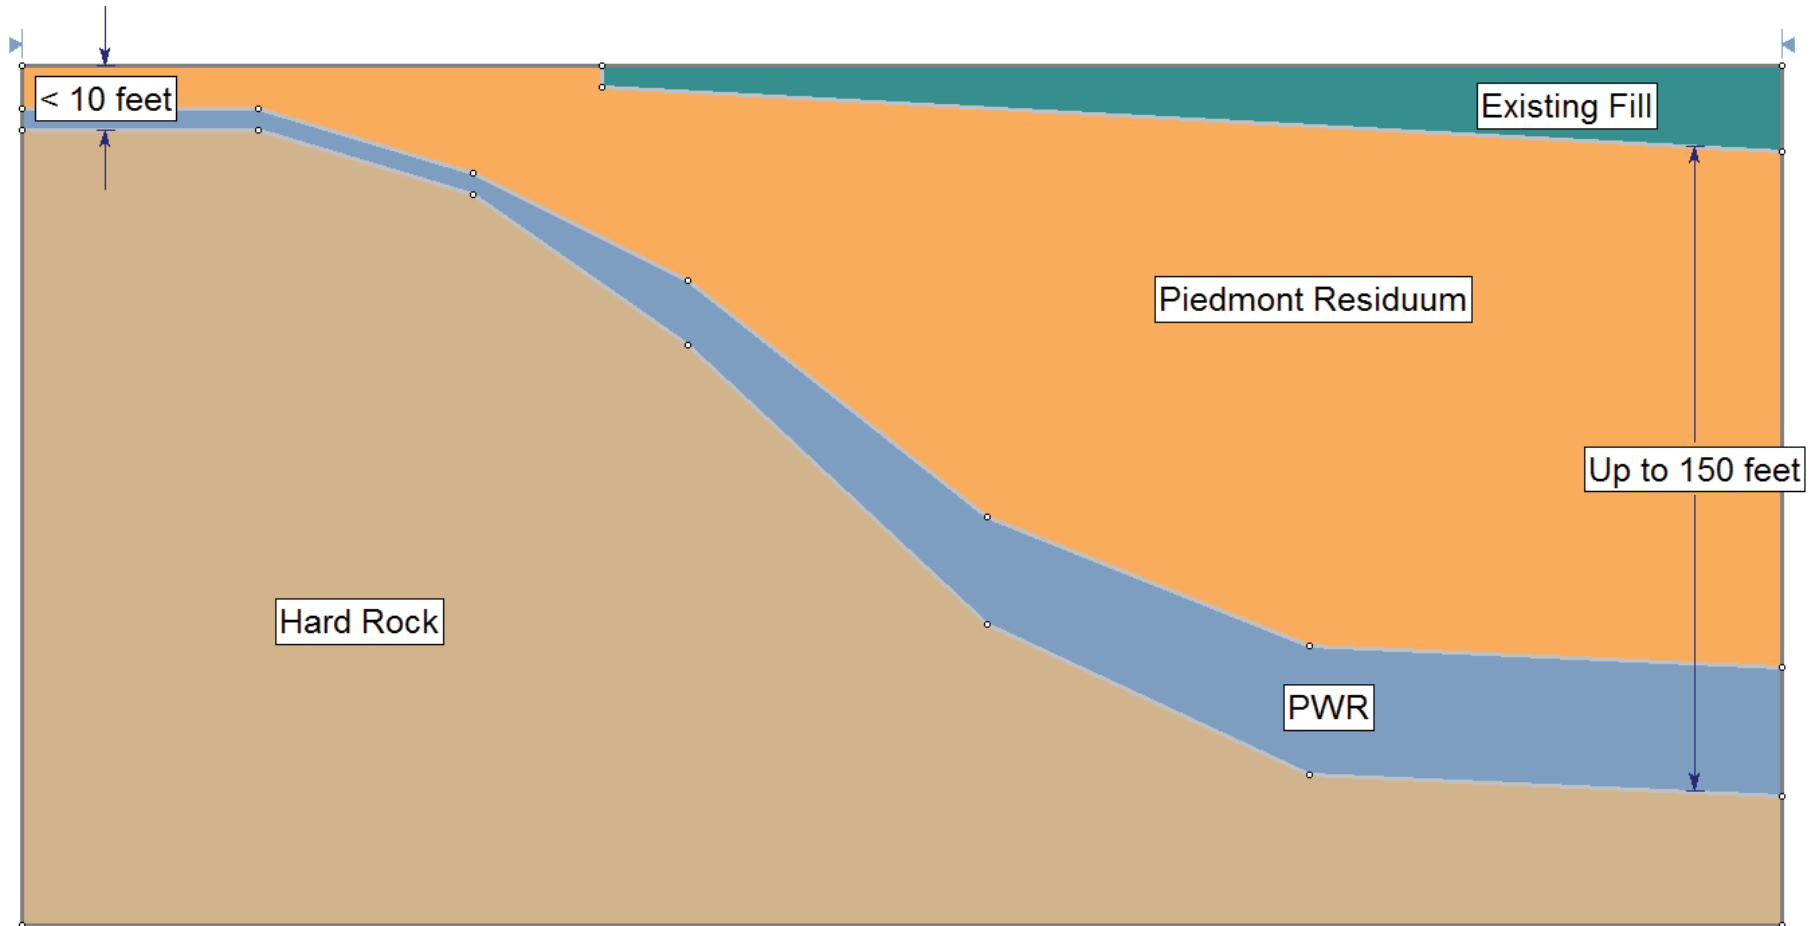 < 10 feet
Existing Fill
Piedmont Residuum
Up to 150 feet
Hard Rock
PWR